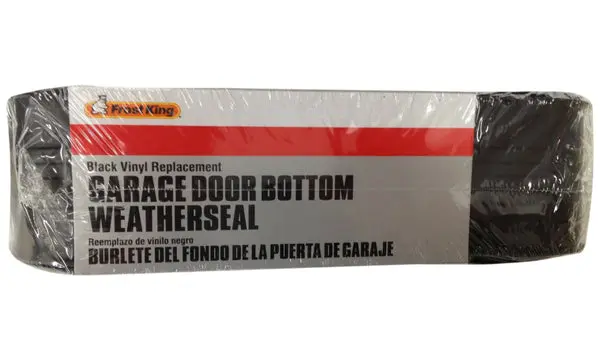 Frost King
Black Vinyl Replacement
GARAGE DOOR BOTTOM
WEATHERSEAL
Reemplazo de vinilo negro
BURLETE DEL FONDO DE LA PUERTA DE GARAJE